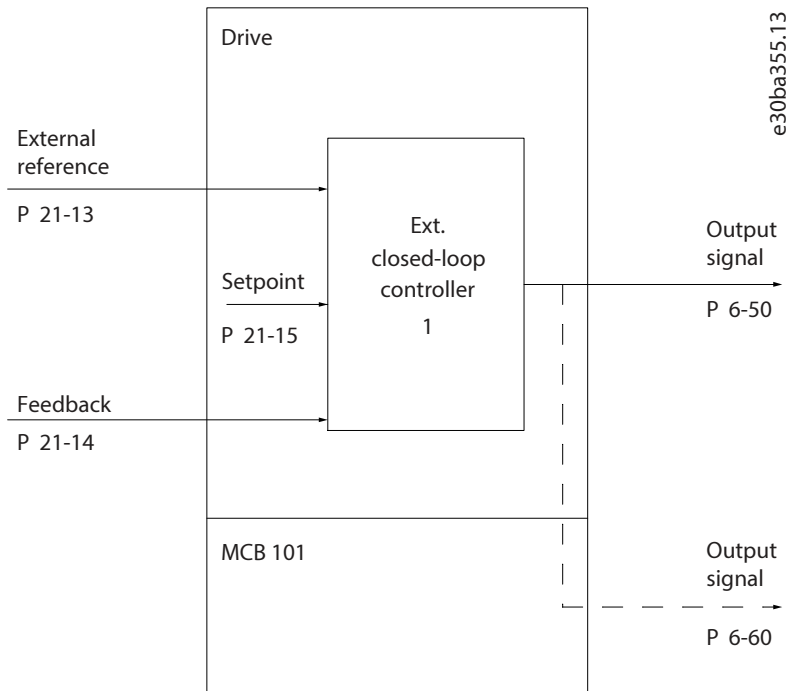 Drive
e30ba355.13
External
reference
P 21-13
Ext.
closed-loop
controller
1
Setpoint
P 21-15
Output
signal
P 6-50
Feedback
P 21-14
MCB 101
Output
signal
P 6-60